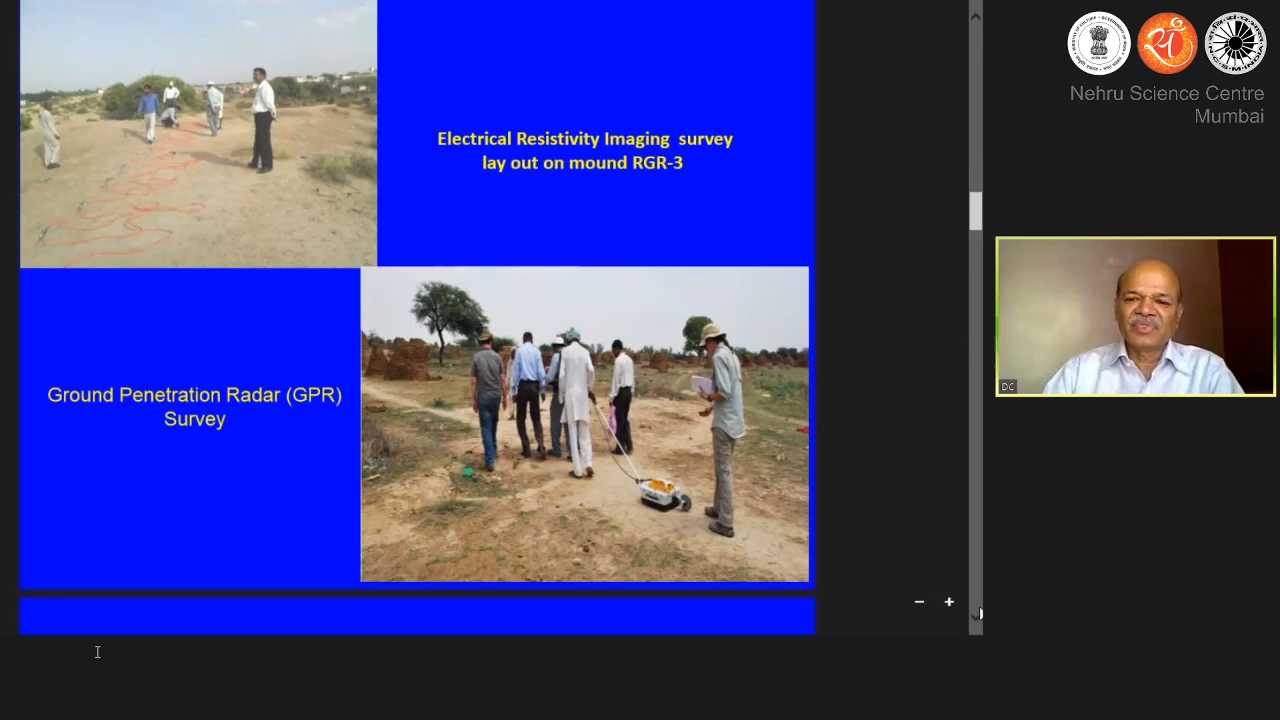 Electrical Resistivity Imaging survey
lay out on mound RGR-3
Ground Penetration Radar (GPR)
Survey
Nehru Science Centre
Mumbai
DC